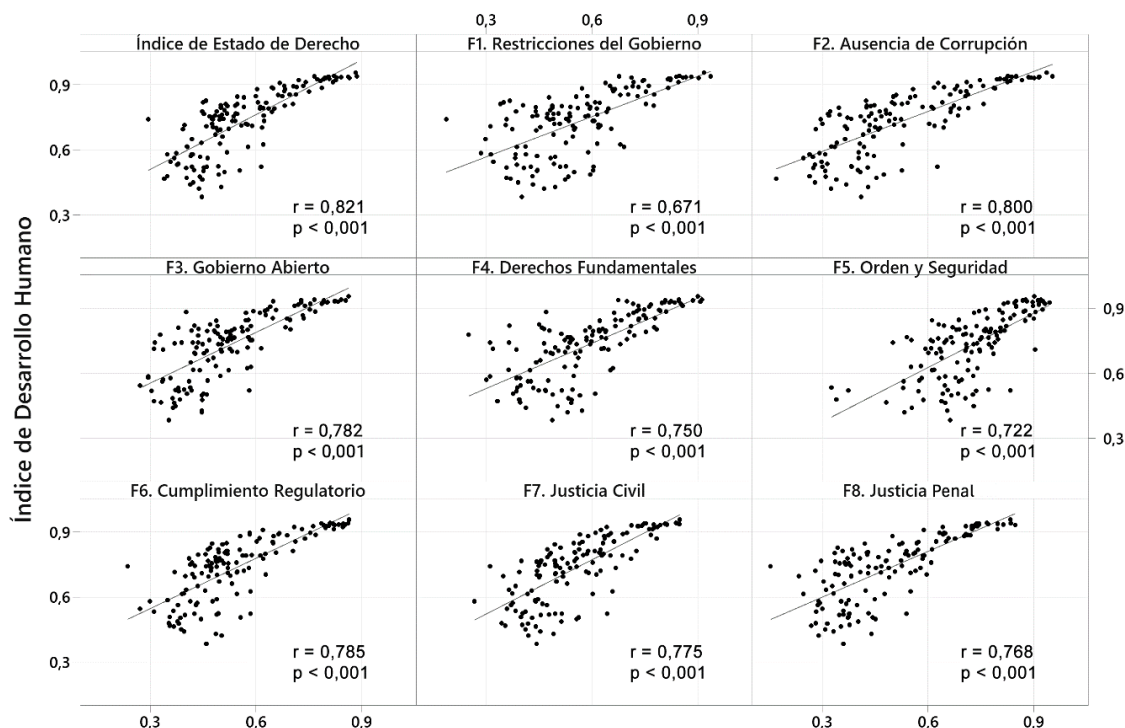 0,3 0,6 0,9
Índice de Estado de Derecho
F1. Restricciones del Gobierno
F2. Ausencia de Corrupción
0,9
0,6
0,3
r = 0,821
p < 0,001
r = 0,671
p < 0,001
r = 0,800
p < 0,001
Índice de Desarrollo Humano
F3. Gobierno Abierto
F4. Derechos Fundamentales
F5. Orden y Seguridad
0,9
0,6
0,3
r = 0,782
p < 0,001
r = 0,750
p < 0,001
r = 0,722
p < 0,001
F6. Cumplimiento Regulatorio
F7. Justicia Civil
F8. Justicia Penal
0,9
0,6
0,3
r = 0,785
p < 0,001
r = 0,775
p < 0,001
r = 0,768
p < 0,001
0,3 0,6 0,9
0,3 0,6 0,9